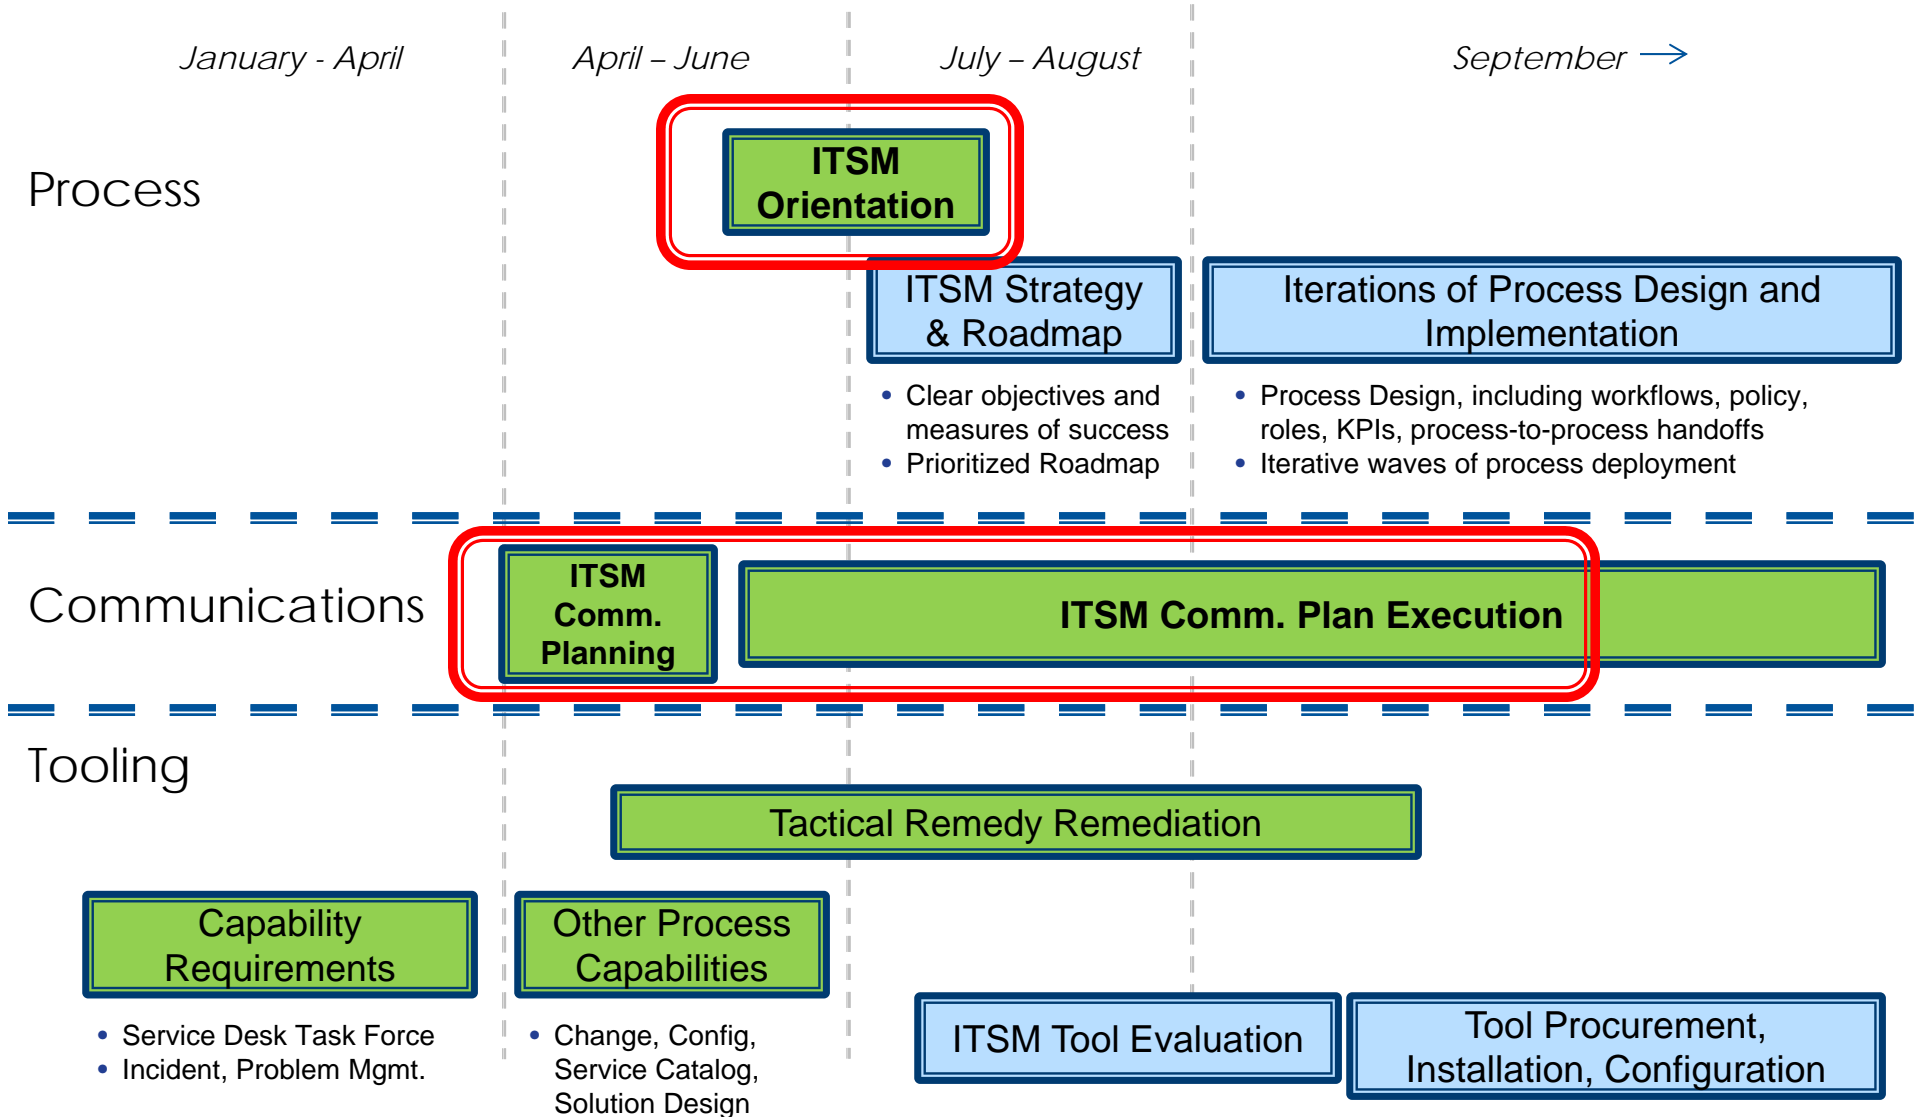 January - April
April – June
July – August
September →
Process
ITSM
Orientation
ITSM Strategy
& Roadmap
Iterations of Process Design and
Implementation
• Clear objectives and
measures of success
• Prioritized Roadmap
• Process Design, including workflows, policy,
roles, KPIs, process-to-process handoffs
• Iterative waves of process deployment
Communications
ITSM
Comm.
Planning
ITSM Comm. Plan Execution
Tooling
Tactical Remedy Remediation
Capability
Requirements
Other Process
Capabilities
• Service Desk Task Force
• Incident, Problem Mgmt.
• Change, Config,
Service Catalog,
Solution Design
ITSM Tool Evaluation
Tool Procurement,
Installation, Configuration